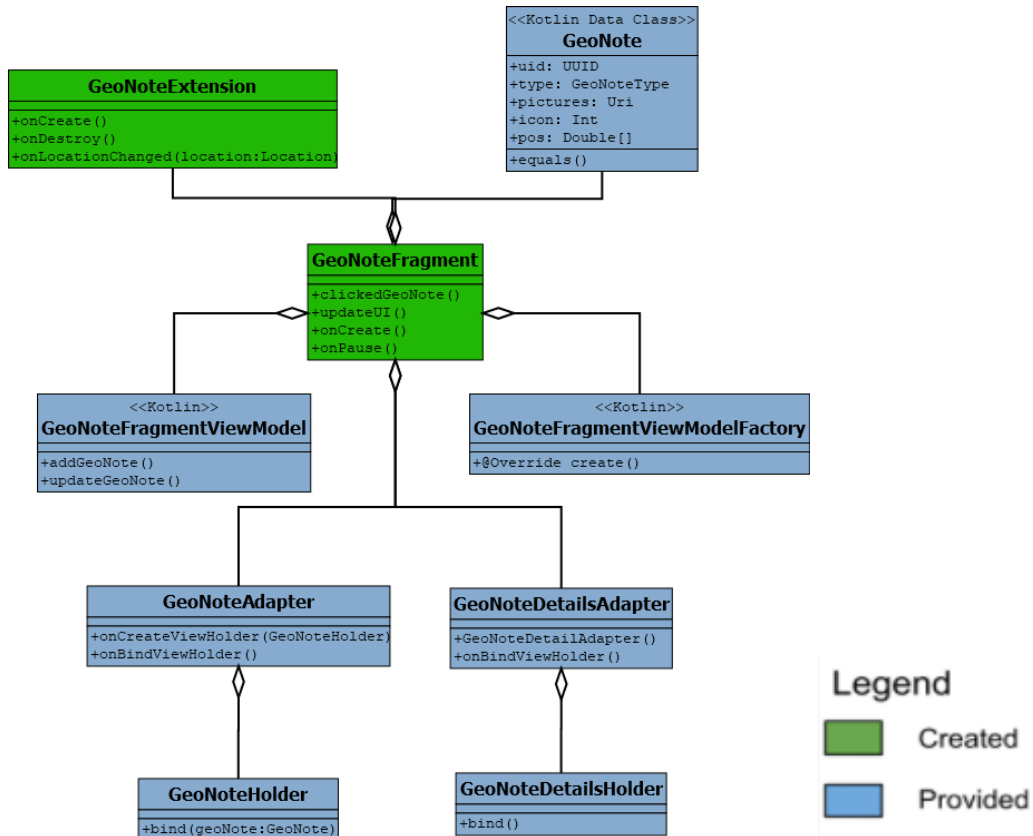 <<Kotlin Data Class>>
GeoNote
+uid: UUID
+type: GeoNoteType
+pictures: Uri
+icon: Int
+pos: Double[]
+equals()
GeoNoteExtension
+onCreate()
+onDestroy()
+onLocationChanged(location:Location)
GeoNoteFragment
+clickedGeoNote()
+updateUI()
+onCreate()
+onPause()
<<Kotlin>>
GeoNoteFragmentViewModel
+addGeoNote()
+updateGeoNote()
<<Kotlin>>
GeoNoteFragmentViewModelFactory
+@Override create()
GeoNoteAdapter
+onCreateViewHolder(GeoNoteHolder)
+onBindViewHolder()
GeoNoteDetailsAdapter
+GeoNoteDetailAdapter()
+onBindViewHolder()
GeoNoteHolder
+bind(geoNote:GeoNote)
GeoNoteDetailsHolder
+bind()
Legend
Created
Provided